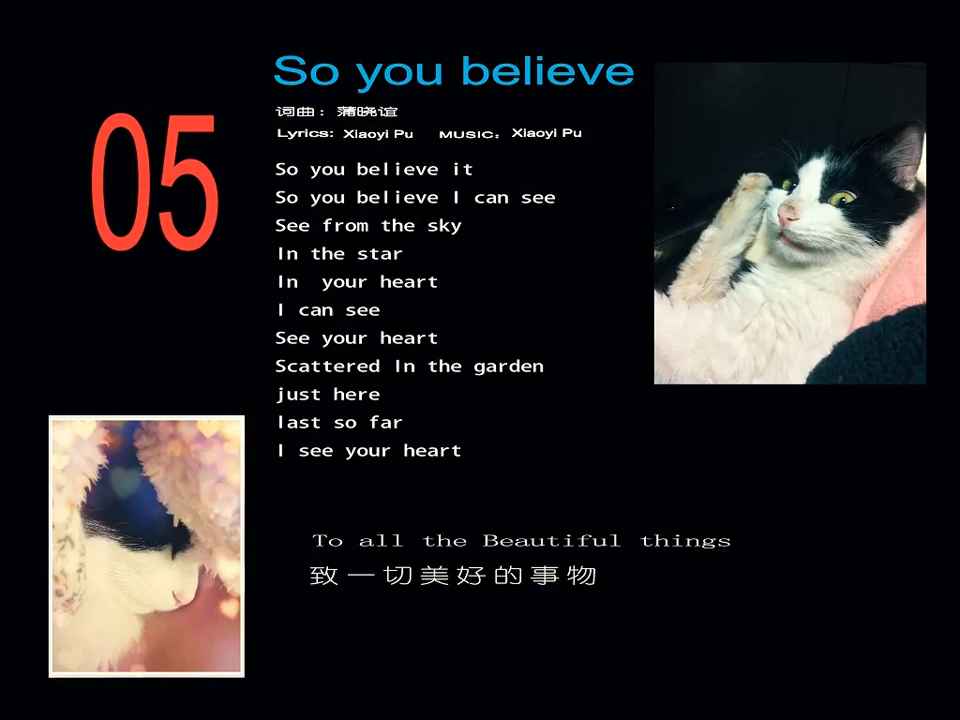 So you believe
05
词曲：蒲晓谊
Lyrics: Xiaoyi Pu MUSIC: Xiaoyi Pu
So you believe it
So you believe I can see
See from the sky
In the star
In your heart
I can see
See your heart
Scattered In the garden
just here
last so far
I see your heart
To all the Beautiful things
致一切美好的事物